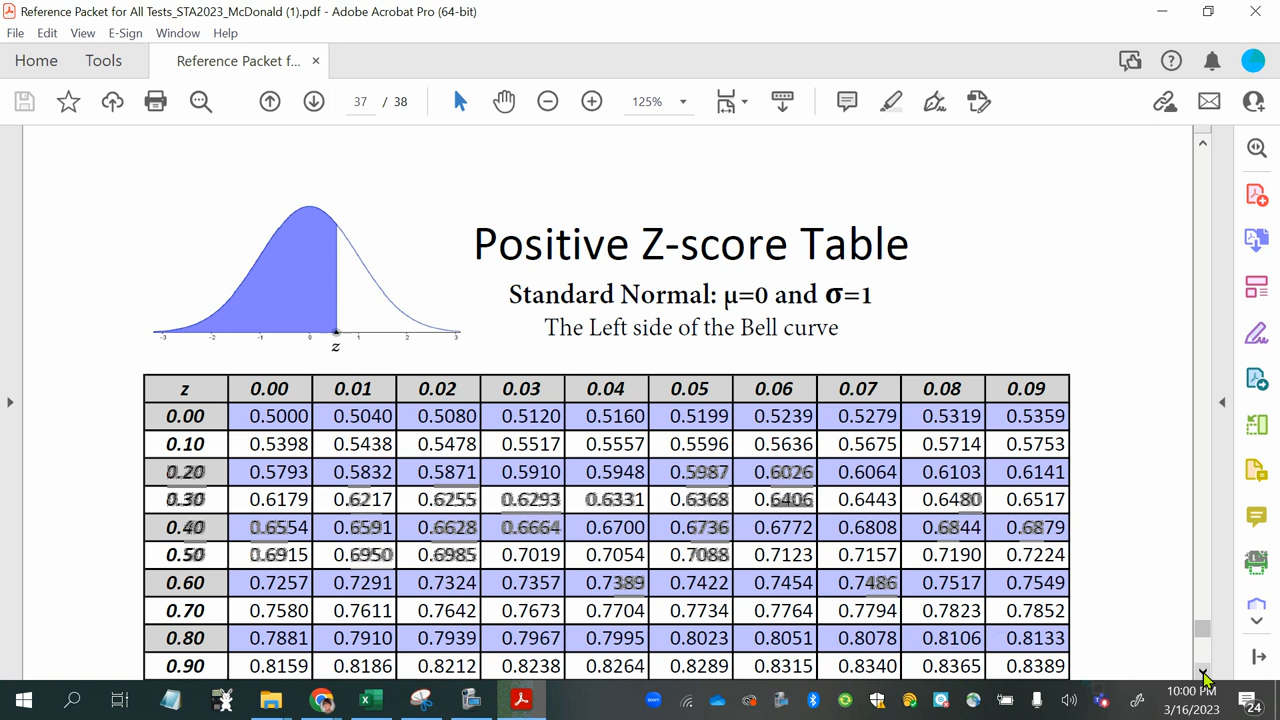 Reference Packet for All Tests_STA2023_McDonald (1).pdf - Adobe Acrobat Pro (64-bit)
File Edit View E-Sign Window Help
Home Tools Reference Packet f... ×
37 / 38 125%
Positive Z-score Table
Standard Normal: μ=0 and σ=1
The Left side of the Bell curve
-3 -2 -1 0 1 2 3
z
z 0.00 0.01 0.02 0.03 0.04 0.05 0.06 0.07 0.08 0.09
0.00 0.5000 0.5040 0.5080 0.5120 0.5160 0.5199 0.5239 0.5279 0.5319 0.5359
0.10 0.5398 0.5438 0.5478 0.5517 0.5557 0.5596 0.5636 0.5675 0.5714 0.5753
0.20 0.5793 0.5832 0.5871 0.5910 0.5948 0.5987 0.6026 0.6064 0.6103 0.6141
0.30 0.6179 0.6217 0.6255 0.6293 0.6331 0.6368 0.6406 0.6443 0.6480 0.6517
0.40 0.6554 0.6591 0.6628 0.6664 0.6700 0.6736 0.6772 0.6808 0.6844 0.6879
0.50 0.6915 0.6950 0.6985 0.7019 0.7054 0.7088 0.7123 0.7157 0.7190 0.7224
0.60 0.7257 0.7291 0.7324 0.7357 0.7389 0.7422 0.7454 0.7486 0.7517 0.7549
0.70 0.7580 0.7611 0.7642 0.7673 0.7704 0.7734 0.7764 0.7794 0.7823 0.7852
0.80 0.7881 0.7910 0.7939 0.7967 0.7995 0.8023 0.8051 0.8078 0.8106 0.8133
0.90 0.8159 0.8186 0.8212 0.8238 0.8264 0.8289 0.8315 0.8340 0.8365 0.8389
10:00 PM
3/16/2023
24